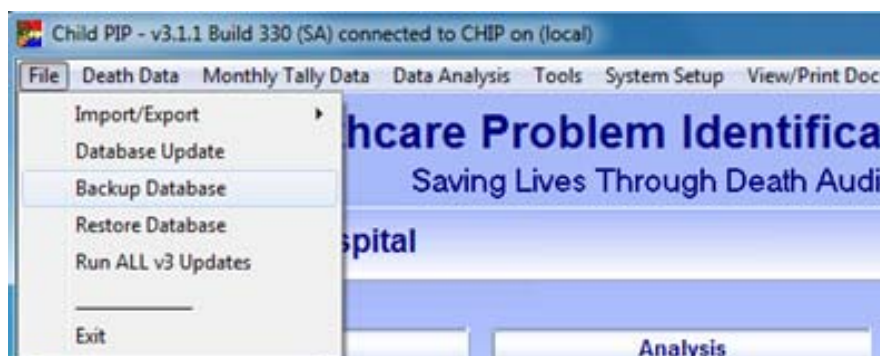 Child PIP - v3.1.1 Build 330 (SA) connected to CHIP on (local)
File Death Data Monthly Tally Data Data Analysis Tools System Setup View/Print Doc
Import/Export
Database Update
Backup Database
Restore Database
Run ALL v3 Updates
Exit
hcare Problem Identifica
Saving Lives Through Death Audi
spital
Analysis